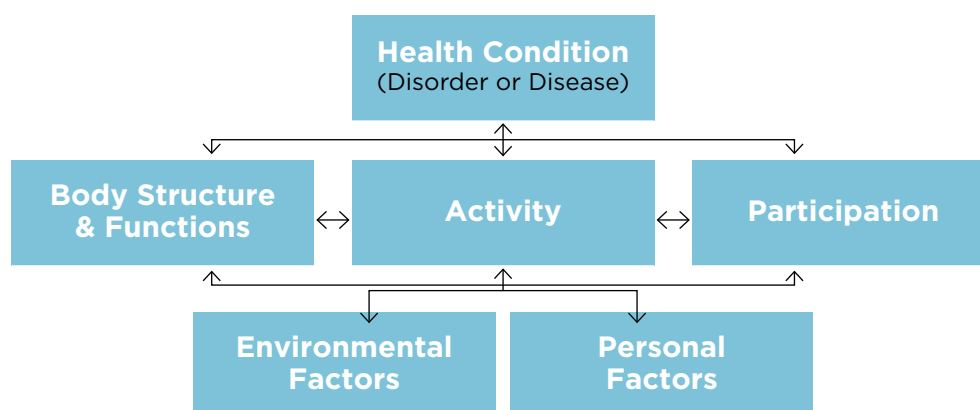 Health Condition
(Disorder or Disease)
Body Structure
& Functions
Activity
Participation
Environmental
Factors
Personal
Factors